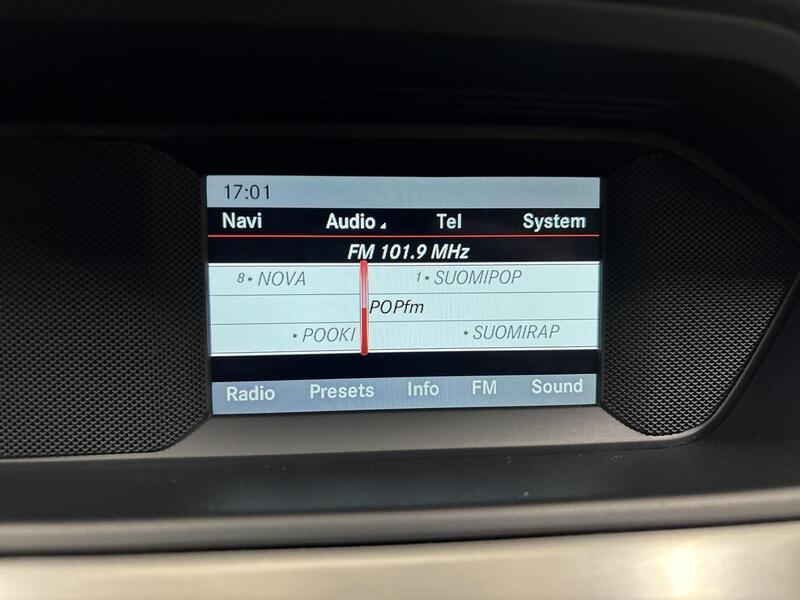 17:01
Navi Audio Tel System
FM 101.9 MHz
8• NOVA 1• SUOMIPOP
POPfm
• POOKI • SUOMIRAP
Radio Presets Info FM Sound